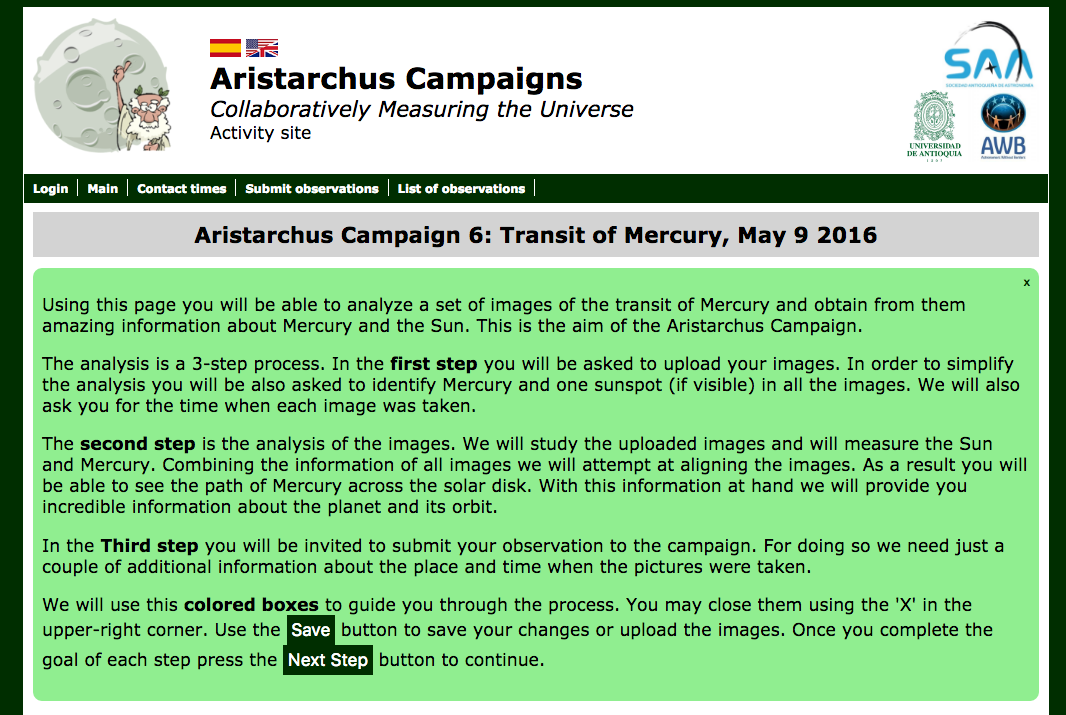 Aristarchus Campaigns
Collaboratively Measuring the Universe
Activity site
SAA
SOCIEDAD ANTIOQUEÑA DE ASTRONOMÍA
UNIVERSIDAD
DE ANTIOQUIA
1803
AWB
Astronomers Without Borders
Login
Main
Contact times
Submit observations
List of observations
Aristarchus Campaign 6: Transit of Mercury, May 9 2016
x
Using this page you will be able to analyze a set of images of the transit of Mercury and obtain from them
amazing information about Mercury and the Sun. This is the aim of the Aristarchus Campaign.
The analysis is a 3-step process. In the first step you will be asked to upload your images. In order to simplify
the analysis you will be also asked to identify Mercury and one sunspot (if visible) in all the images. We will also
ask you for the time when each image was taken.
The second step is the analysis of the images. We will study the uploaded images and will measure the Sun
and Mercury. Combining the information of all images we will attempt at aligning the images. As a result you will
be able to see the path of Mercury across the solar disk. With this information at hand we will provide you
incredible information about the planet and its orbit.
In the Third step you will be invited to submit your observation to the campaign. For doing so we need just a
couple of additional information about the place and time when the pictures were taken.
We will use this colored boxes to guide you through the process. You may close them using the 'X' in the
upper-right corner. Use the Save button to save your changes or upload the images. Once you complete the
goal of each step press the Next Step button to continue.